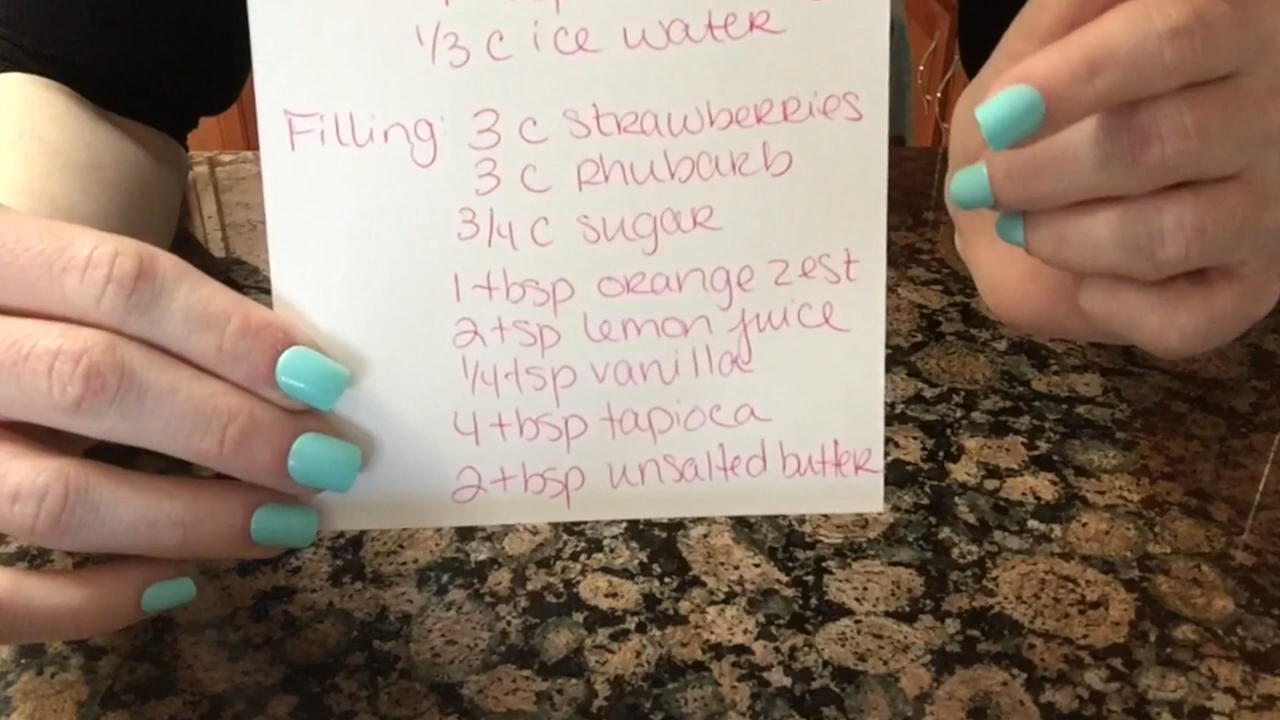 1/3 c ice water
Filling: 3 c strawberries
3 c rhubarb
3/4 c sugar
1 tbsp orange zest
2 tsp lemon juice
1/4 tsp vanilla
4 tbsp tapioca
2 tbsp unsalted butter